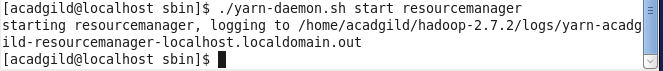 [acadgild@localhost sbin]$ ./yarn-daemon.sh start resourcemanager
starting resourcemanager, logging to /home/acadgild/hadoop-2.7.2/logs/yarn-acadg
ild-resourcemanager-localhost.localdomain.out
[acadgild@localhost sbin]$